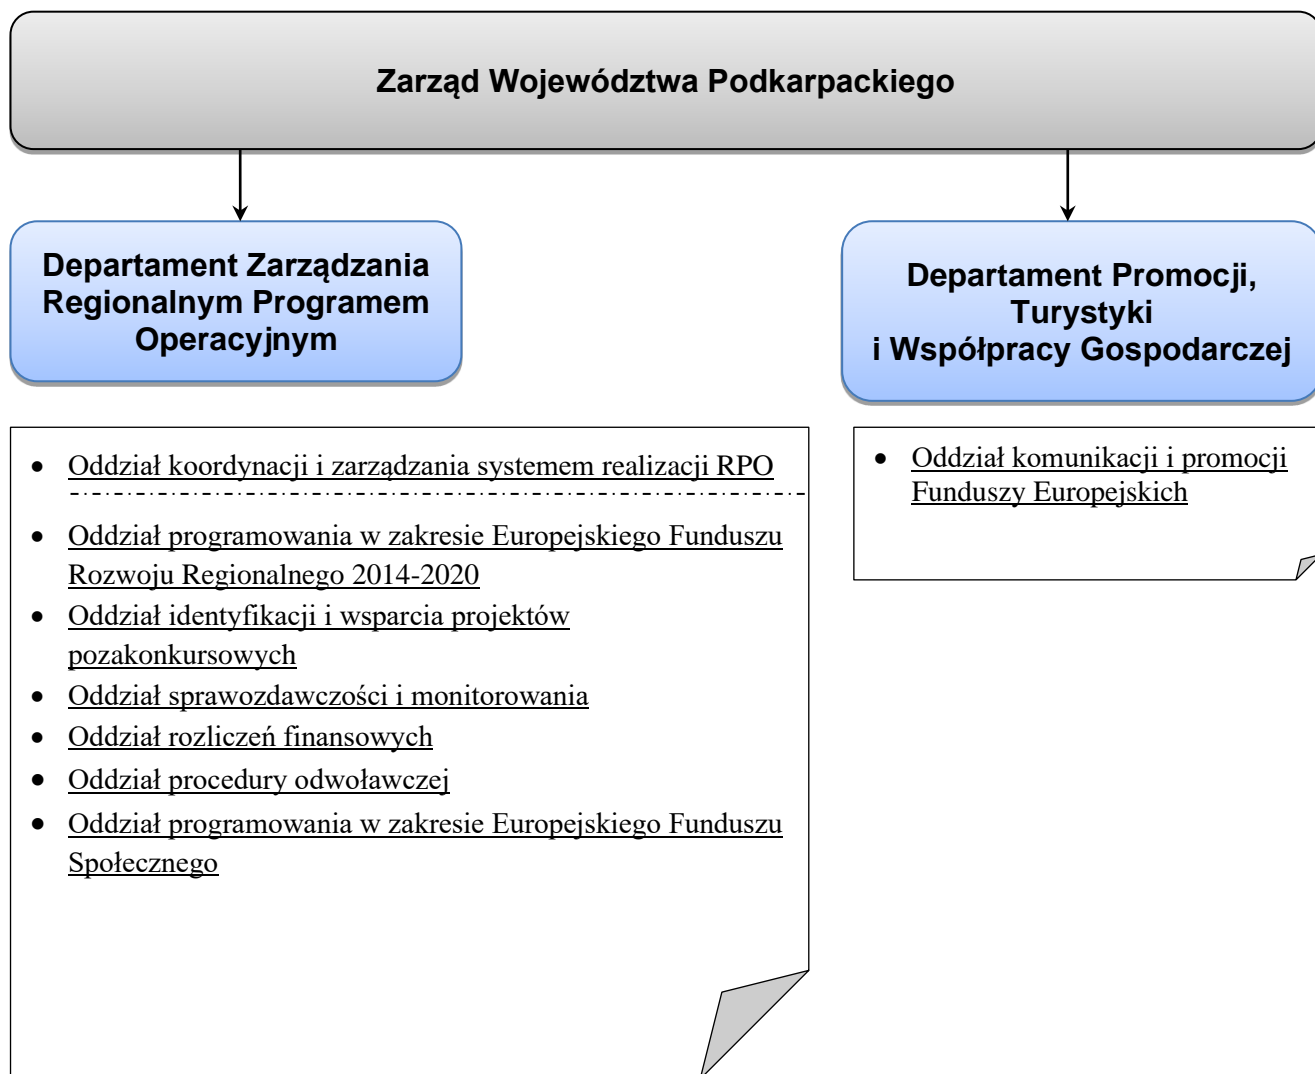 Zarząd Województwa Podkarpackiego
Departament Zarządzania
Regionalnym Programem
Operacyjnym
Departament Promocji,
Turystyki
i Współpracy Gospodarczej
• Oddział koordynacji i zarządzania systemem realizacji RPO
• Oddział programowania w zakresie Europejskiego Funduszu
Rozwoju Regionalnego 2014-2020
• Oddział identyfikacji i wsparcia projektów
pozakonkursowych
• Oddział sprawozdawczości i monitorowania
• Oddział rozliczeń finansowych
• Oddział procedury odwoławczej
• Oddział programowania w zakresie Europejskiego Funduszu
Społecznego
• Oddział komunikacji i promocji
Funduszy Europejskich